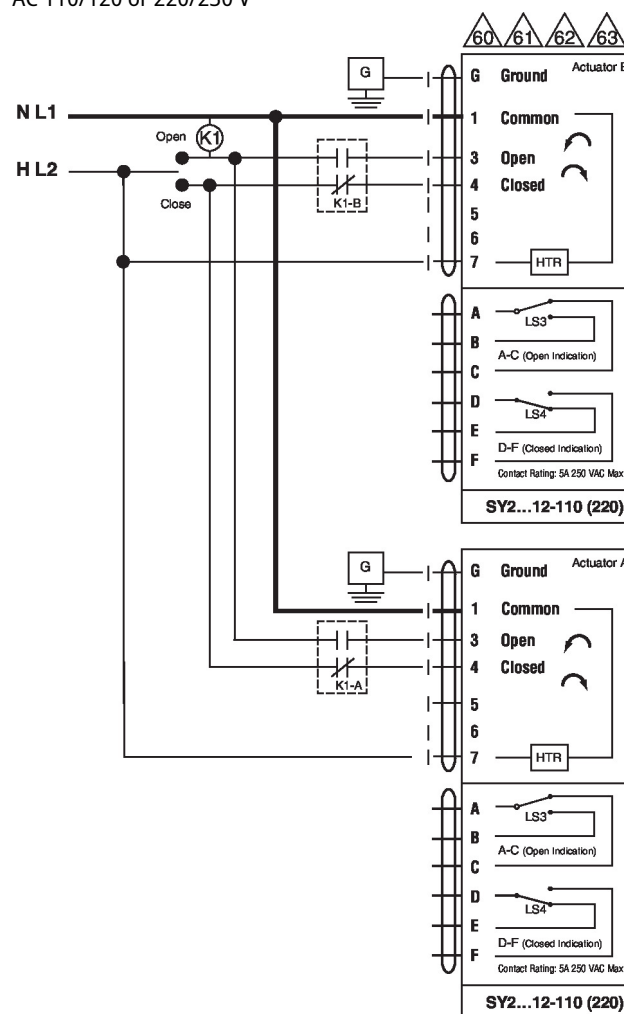 AC 110/120 or 220/230 V
60 61 62 63
G
G Ground
Actuator B
N L1
1 Common
Open
K1
3 Open
H L2
4 Closed
Close
K1-B
5
6
7
HTR
A
LS3
B
A-C (Open Indication)
C
D
LS4
E
D-F (Closed Indication)
F
Contact Rating: 5A 250 VAC Max
SY2...12-110 (220)
G
G Ground
Actuator A
1 Common
3 Open
4 Closed
K1-A
5
6
7
HTR
A
LS3
B
A-C (Open Indication)
C
D
LS4
E
D-F (Closed Indication)
F
Contact Rating: 5A 250 VAC Max
SY2...12-110 (220)